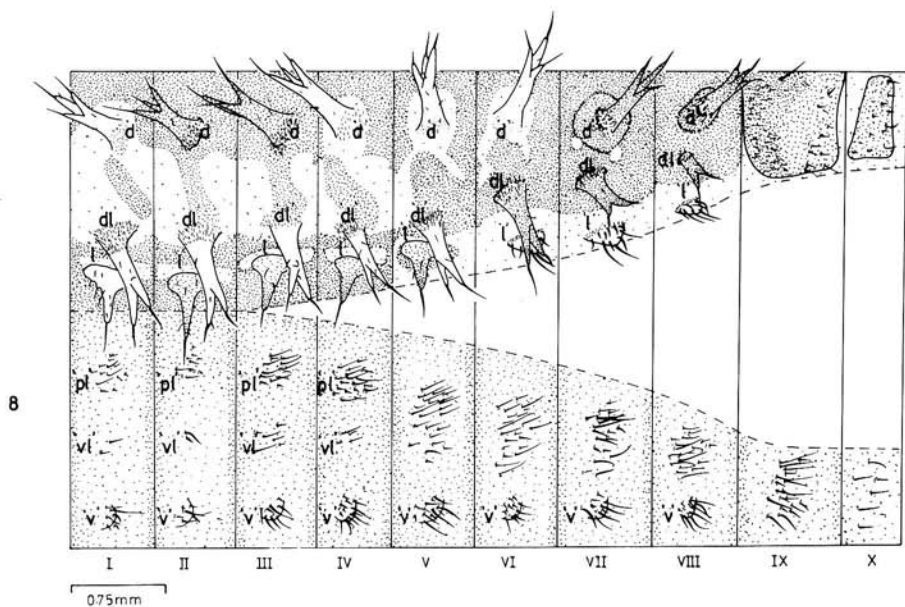 d d d d d d d d
dl dl dl dl dl dl dl dl
l l l l l l l l
'pl' 'pl' 'pl' 'pl'
8
'vl' 'vl' 'vl' 'vl'
v v v v v v v v
I II III IV V VI VII VIII IX X
0·75mm